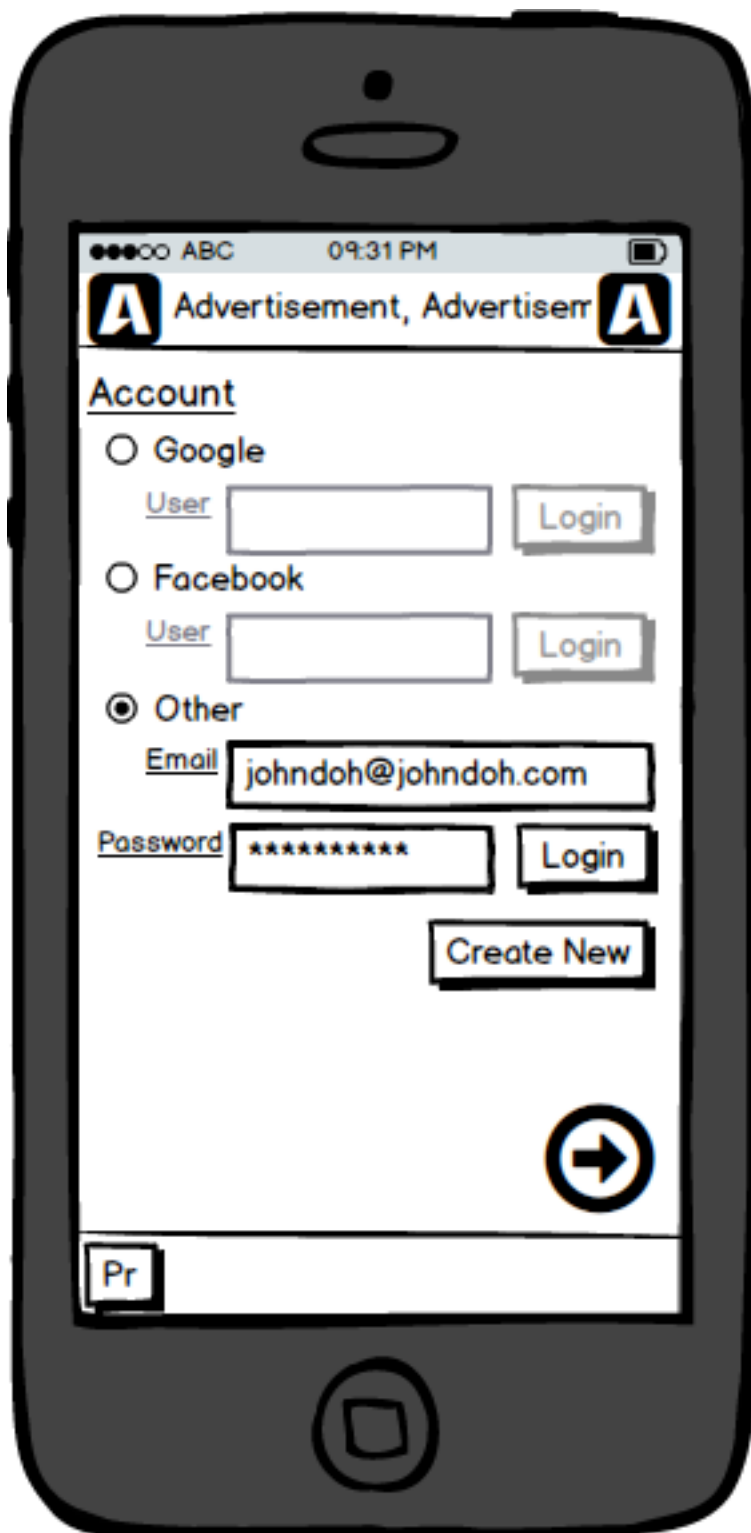 ABC 09:31 PM
Advertisement, Advertisem
Account
Google
User Login
Facebook
User Login
Other
Email johndoh@johndoh.com
Password ********** Login
Create New
Pr